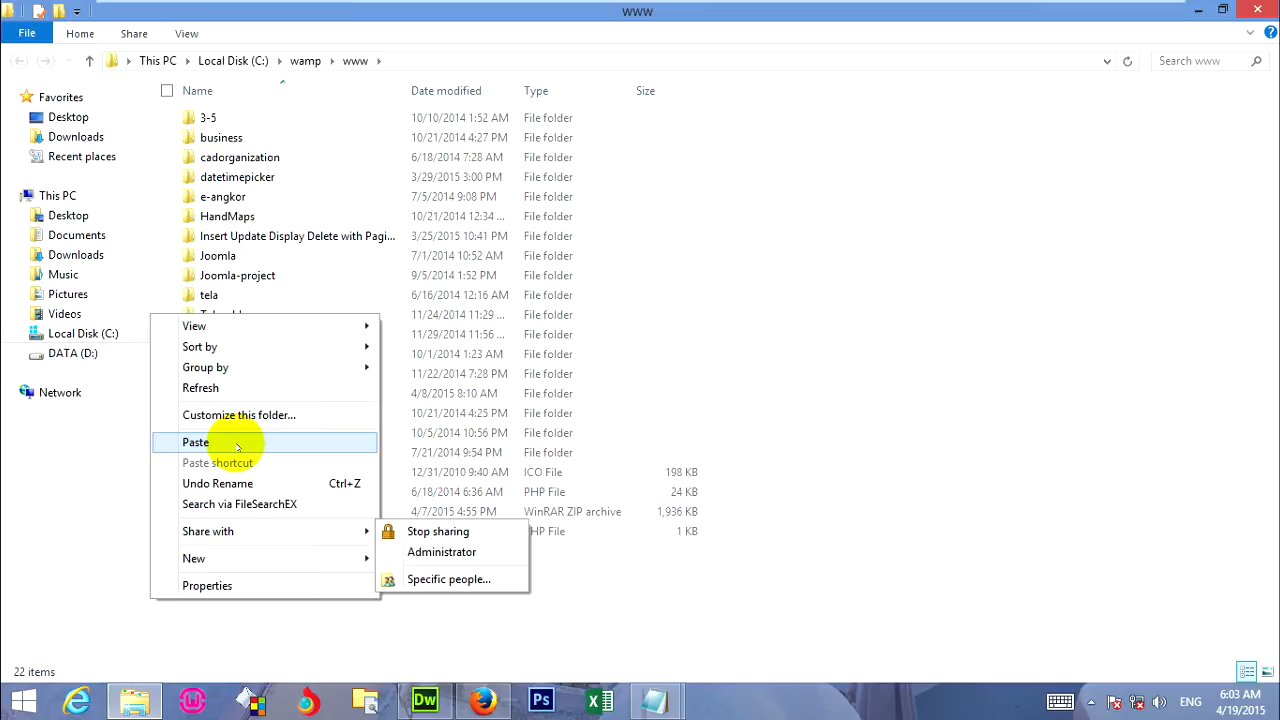 www
File Home Share View
This PC Local Disk (C:) wamp www Search www
Name Date modified Type Size
Favorites
Desktop
Downloads
Recent places
This PC
Desktop
Documents
Downloads
Music
Pictures
Videos
Local Disk (C:)
DATA (D:)
Network
3-5 10/10/2014 1:52 AM File folder
business 10/21/2014 4:27 PM File folder
cadorganization 6/18/2014 7:28 AM File folder
datetimepicker 3/29/2015 3:00 PM File folder
e-angkor 7/5/2014 9:08 PM File folder
HandMaps 10/21/2014 12:34 ... File folder
Insert Update Display Delete with Pagi... 3/25/2015 10:41 PM File folder
Joomla 7/1/2014 10:52 AM File folder
Joomla-project 9/5/2014 1:52 PM File folder
tela 6/16/2014 12:16 AM File folder
11/24/2014 11:29 ... File folder
11/29/2014 11:56 ... File folder
10/1/2014 1:23 AM File folder
11/22/2014 7:28 PM File folder
4/8/2015 8:10 AM File folder
10/21/2014 4:25 PM File folder
10/5/2014 10:56 PM File folder
7/21/2014 9:54 PM File folder
12/31/2010 9:40 AM ICO File 198 KB
6/18/2014 6:36 AM PHP File 24 KB
4/7/2015 4:55 PM WinRAR ZIP archive 1,936 KB
File 1 KB
View
Sort by
Group by
Refresh
Customize this folder...
Paste
Paste shortcut
Undo Rename Ctrl+Z
Search via FileSearchEX
Share with
New
Properties
Stop sharing
Administrator
Specific people...
22 items
Dw Ps ENG 6:03 AM
4/19/2015